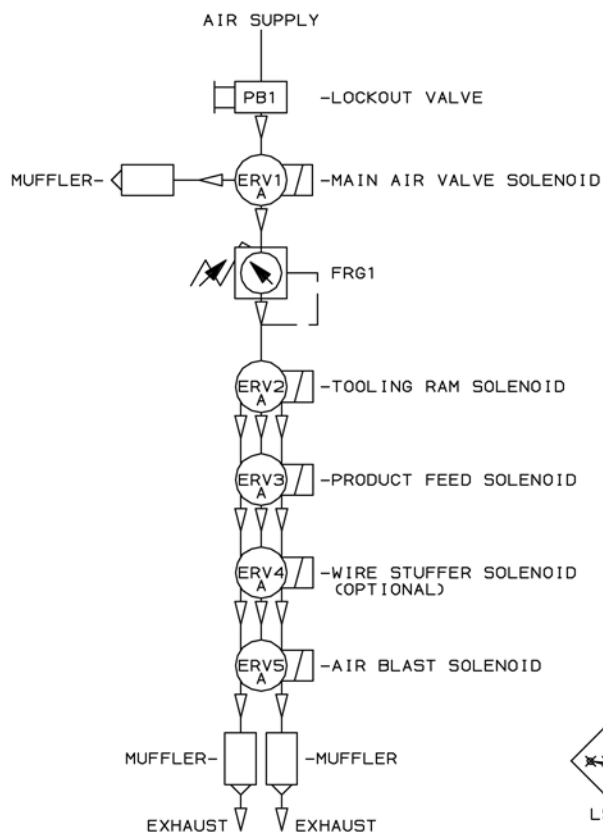 AIR SUPPLY
PB1
-LOCKOUT VALVE
MUFFLER-
ERV1
A
-MAIN AIR VALVE SOLENOID
FRG1
ERV2
A
-TOOLING RAM SOLENOID
ERV3
A
-PRODUCT FEED SOLENOID
ERV4
A
-WIRE STUFFER SOLENOID
(OPTIONAL)
ERV5
A
-AIR BLAST SOLENOID
MUFFLER-
-MUFFLER
EXHAUST
EXHAUST